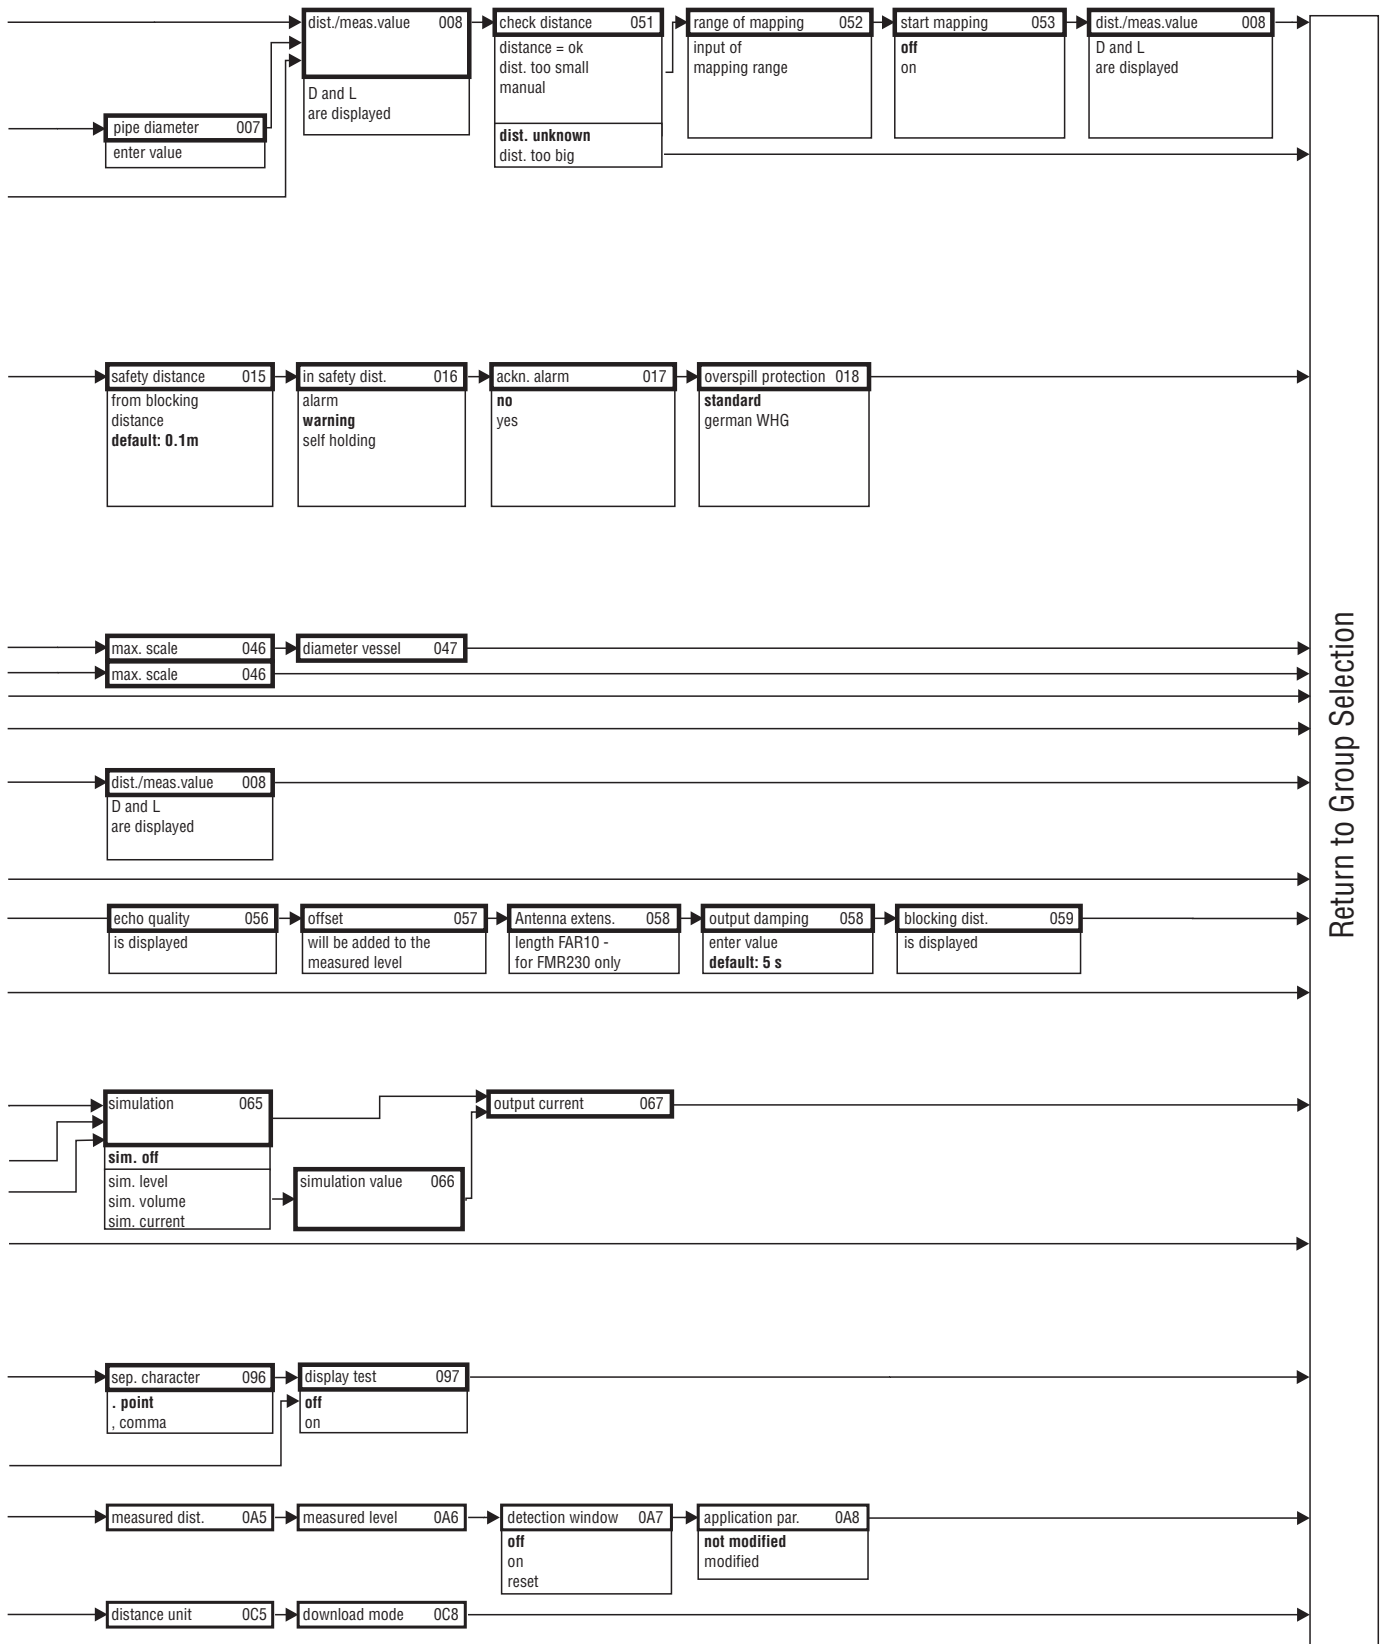 dist./meas.value 008
D and L
are displayed
check distance 051
distance = ok
dist. too small
manual
dist. unknown
dist. too big
range of mapping 052
input of
mapping range
start mapping 053
off
on
dist./meas.value 008
D and L
are displayed
pipe diameter 007
enter value
safety distance 015
from blocking
distance
default: 0.1m
in safety dist. 016
alarm
warning
self holding
ackn. alarm 017
no
yes
overspill protection 018
standard
german WHG
max. scale 046
diameter vessel 047
max. scale 046
dist./meas.value 008
D and L
are displayed
echo quality 056
is displayed
offset 057
will be added to the
measured level
Antenna extens. 058
length FAR10 -
for FMR230 only
output damping 058
enter value
default: 5 s
blocking dist. 059
is displayed
simulation 065
sim. off
sim. level
sim. volume
sim. current
simulation value 066
output current 067
sep. character 096
. point
, comma
display test 097
off
on
measured dist. 0A5
measured level 0A6
detection window 0A7
off
on
reset
application par. 0A8
not modified
modified
distance unit 0C5
download mode 0C8
Return to Group Selection